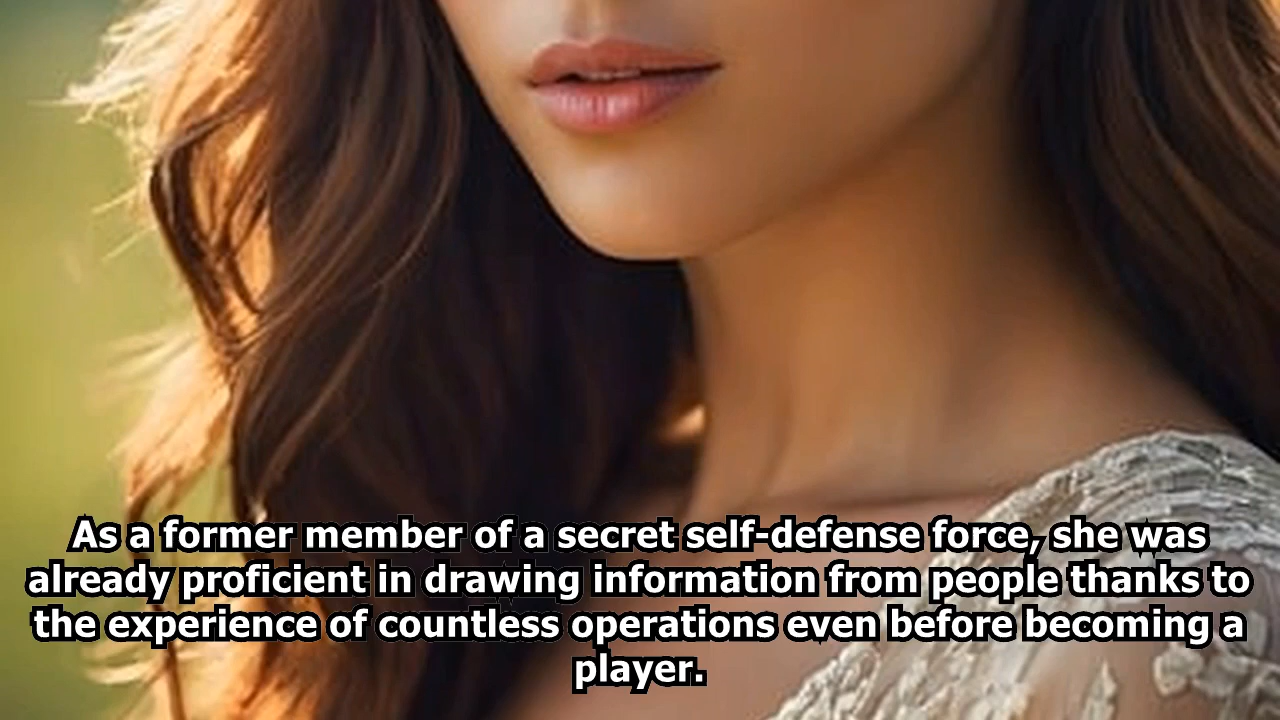 As a former member of a secret self-defense force, she was
already proficient in drawing information from people thanks to
the experience of countless operations even before becoming a
player.